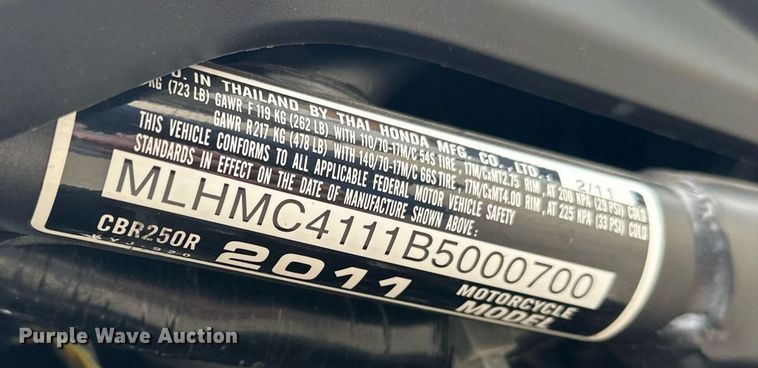 D. IN THAILAND BY THAI HONDA MFG. CO., LTD., 2/11
KG (723 LB) GAWR F 119 KG (262 LB) WITH 110/70-17M/C 54S TIRE, 17M/CxMT2.75 RIM, AT 200 KPA (29 PSI) COLD
GAWR R217 KG (478 LB) WITH 140/70-17M/C 66S TIRE, 17M/CxMT4.00 RIM, AT 225 KPA (33 PSI) COLD
THIS VEHICLE CONFORMS TO ALL APPLICABLE FEDERAL MOTOR VEHICLE SAFETY
STANDARDS IN EFFECT ON THE DATE OF MANUFACTURE SHOWN ABOVE:
MLHMC4111B5000700
CBR250R
KYJ-920
2011
MOTORCYCLE
MODEL
Purple Wave Auction